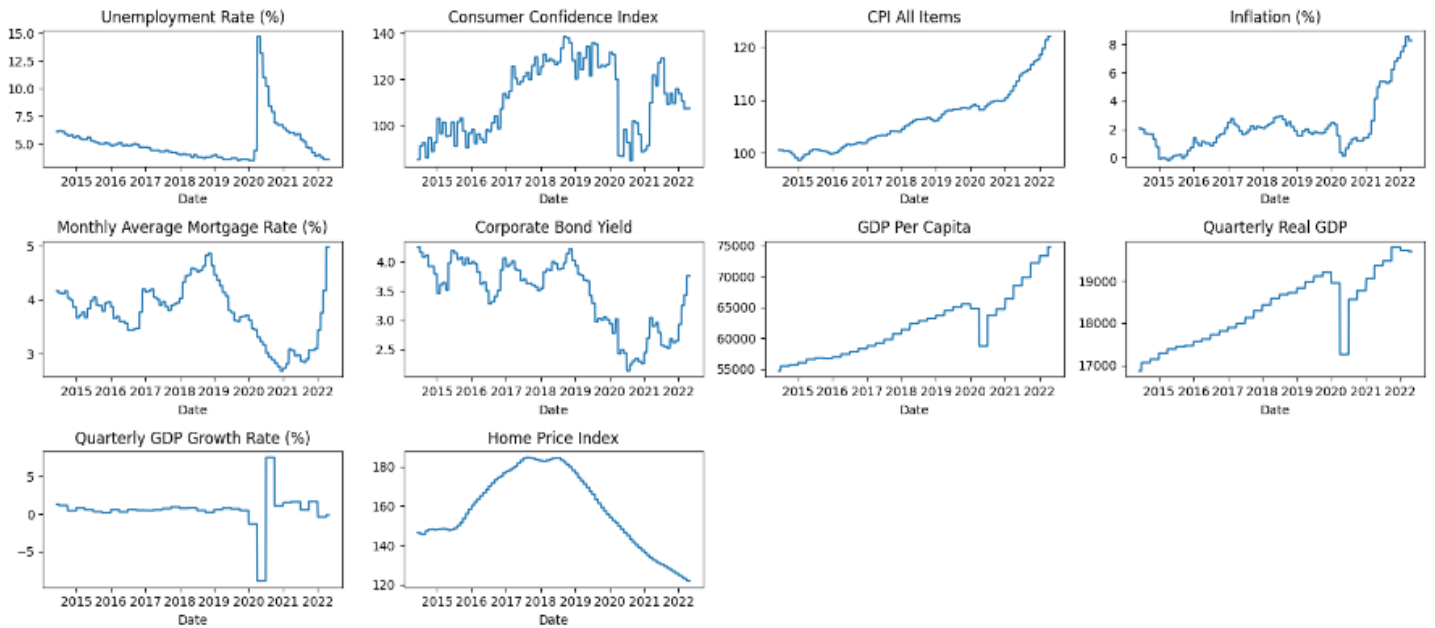 Unemployment Rate (%)
15.0
12.5
10.0
7.5
5.0
2015 2016 2017 2018 2019 2020 2021 2022
Date
Consumer Confidence Index
140
120
100
2015 2016 2017 2018 2019 2020 2021 2022
Date
CPI All Items
120
110
100
2015 2016 2017 2018 2019 2020 2021 2022
Date
Inflation (%)
8
6
4
2
0
2015 2016 2017 2018 2019 2020 2021 2022
Date
Monthly Average Mortgage Rate (%)
5
4
3
2015 2016 2017 2018 2019 2020 2021 2022
Date
Corporate Bond Yield
4.0
3.5
3.0
2.5
2015 2016 2017 2018 2019 2020 2021 2022
Date
GDP Per Capita
75000
70000
65000
60000
55000
2015 2016 2017 2018 2019 2020 2021 2022
Date
Quarterly Real GDP
19000
18000
17000
2015 2016 2017 2018 2019 2020 2021 2022
Date
Quarterly GDP Growth Rate (%)
5
0
−5
2015 2016 2017 2018 2019 2020 2021 2022
Date
Home Price Index
180
160
140
120
2015 2016 2017 2018 2019 2020 2021 2022
Date